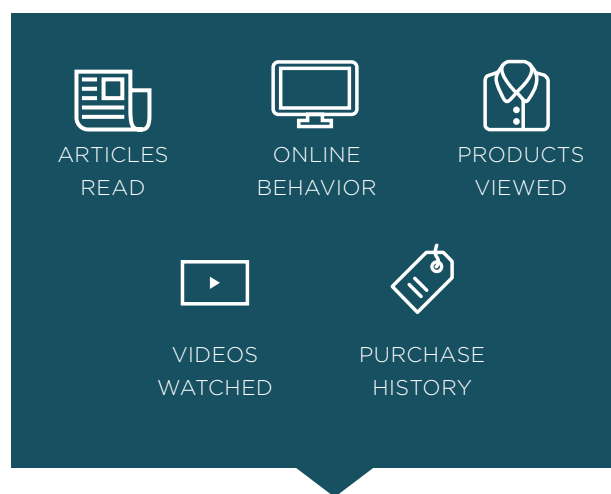 ARTICLES
READ
ONLINE
BEHAVIOR
PRODUCTS
VIEWED
VIDEOS
WATCHED
PURCHASE
HISTORY